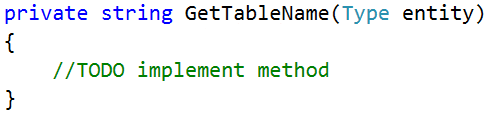 private string GetTableName(Type entity)
{
    //TODO implement method
}